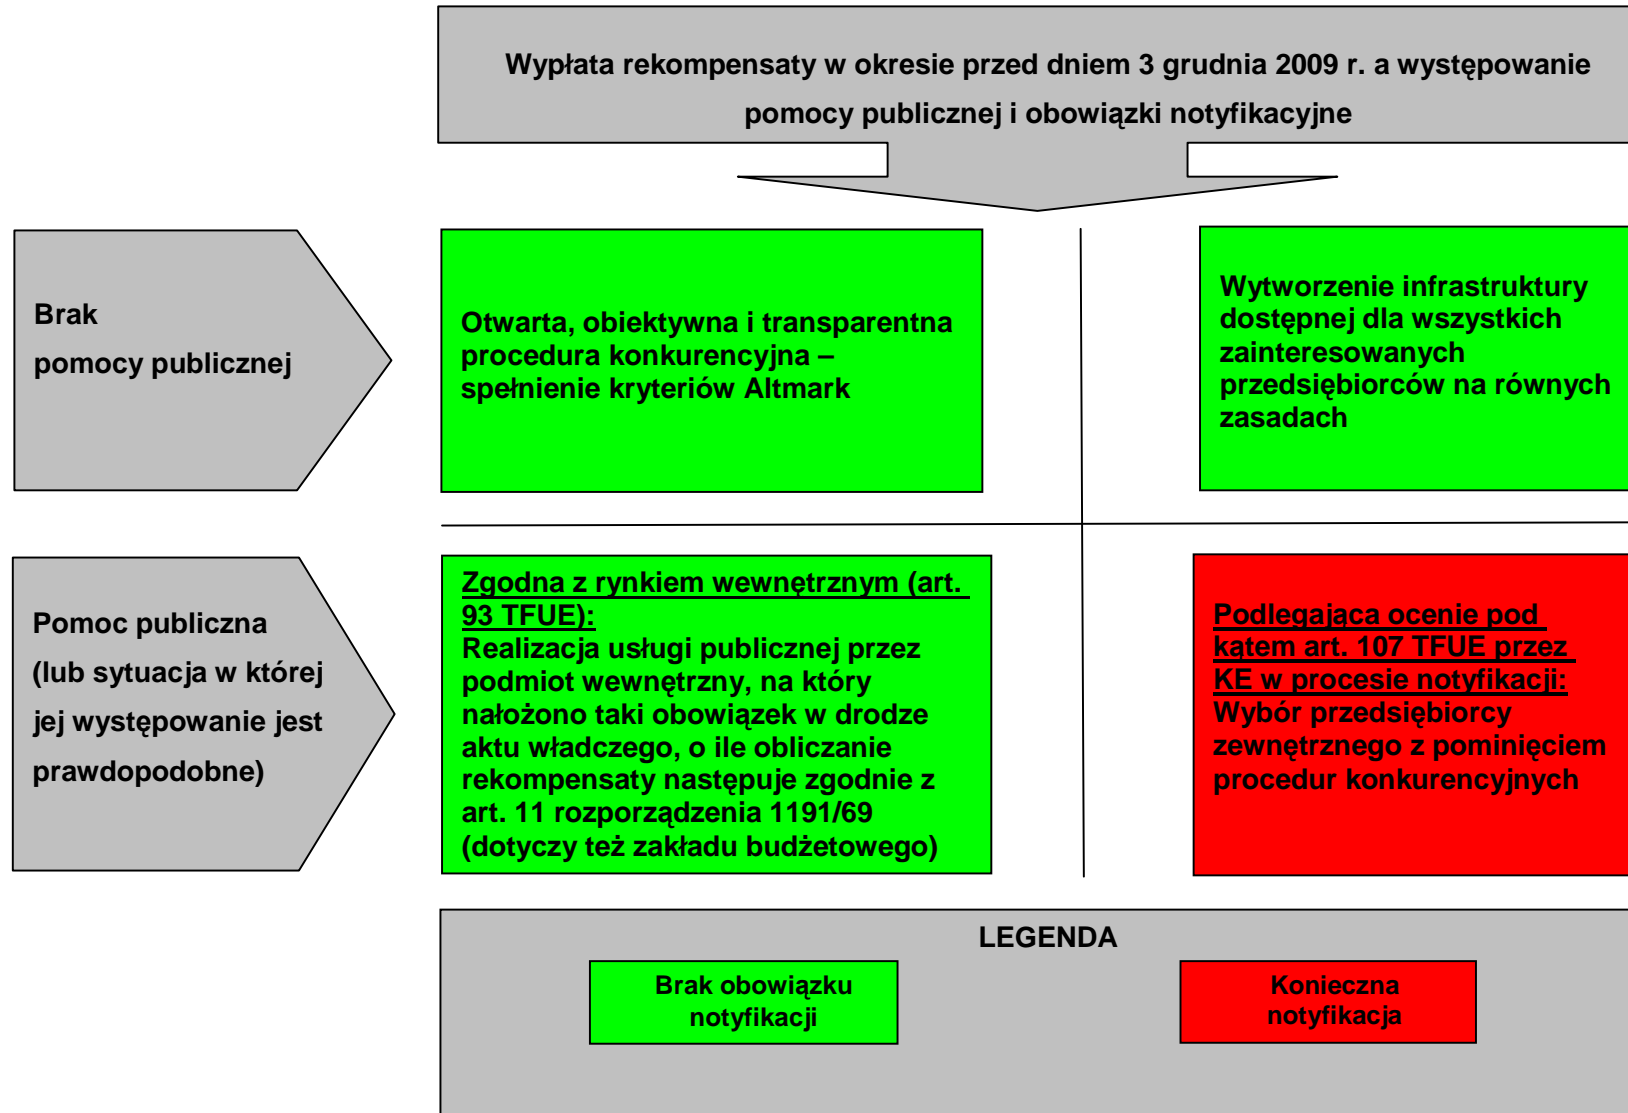 Wypłata rekompensaty w okresie przed dniem 3 grudnia 2009 r. a występowanie
pomocy publicznej i obowiązki notyfikacyjne
Brak
pomocy publicznej
Otwarta, obiektywna i transparentna
procedura konkurencyjna –
spełnienie kryteriów Altmark
Wytworzenie infrastruktury
dostępnej dla wszystkich
zainteresowanych
przedsiębiorców na równych
zasadach
Pomoc publiczna
(lub sytuacja w której
jej występowanie jest
prawdopodobne)
Zgodna z rynkiem wewnętrznym (art.
93 TFUE):
Realizacja usługi publicznej przez
podmiot wewnętrzny, na który
nałożono taki obowiązek w drodze
aktu władczego, o ile obliczanie
rekompensaty następuje zgodnie z
art. 11 rozporządzenia 1191/69
(dotyczy też zakładu budżetowego)
Podlegająca ocenie pod
kątem art. 107 TFUE przez
KE w procesie notyfikacji:
Wybór przedsiębiorcy
zewnętrznego z pominięciem
procedur konkurencyjnych
LEGENDA
Brak obowiązku
notyfikacji
Konieczna
notyfikacja